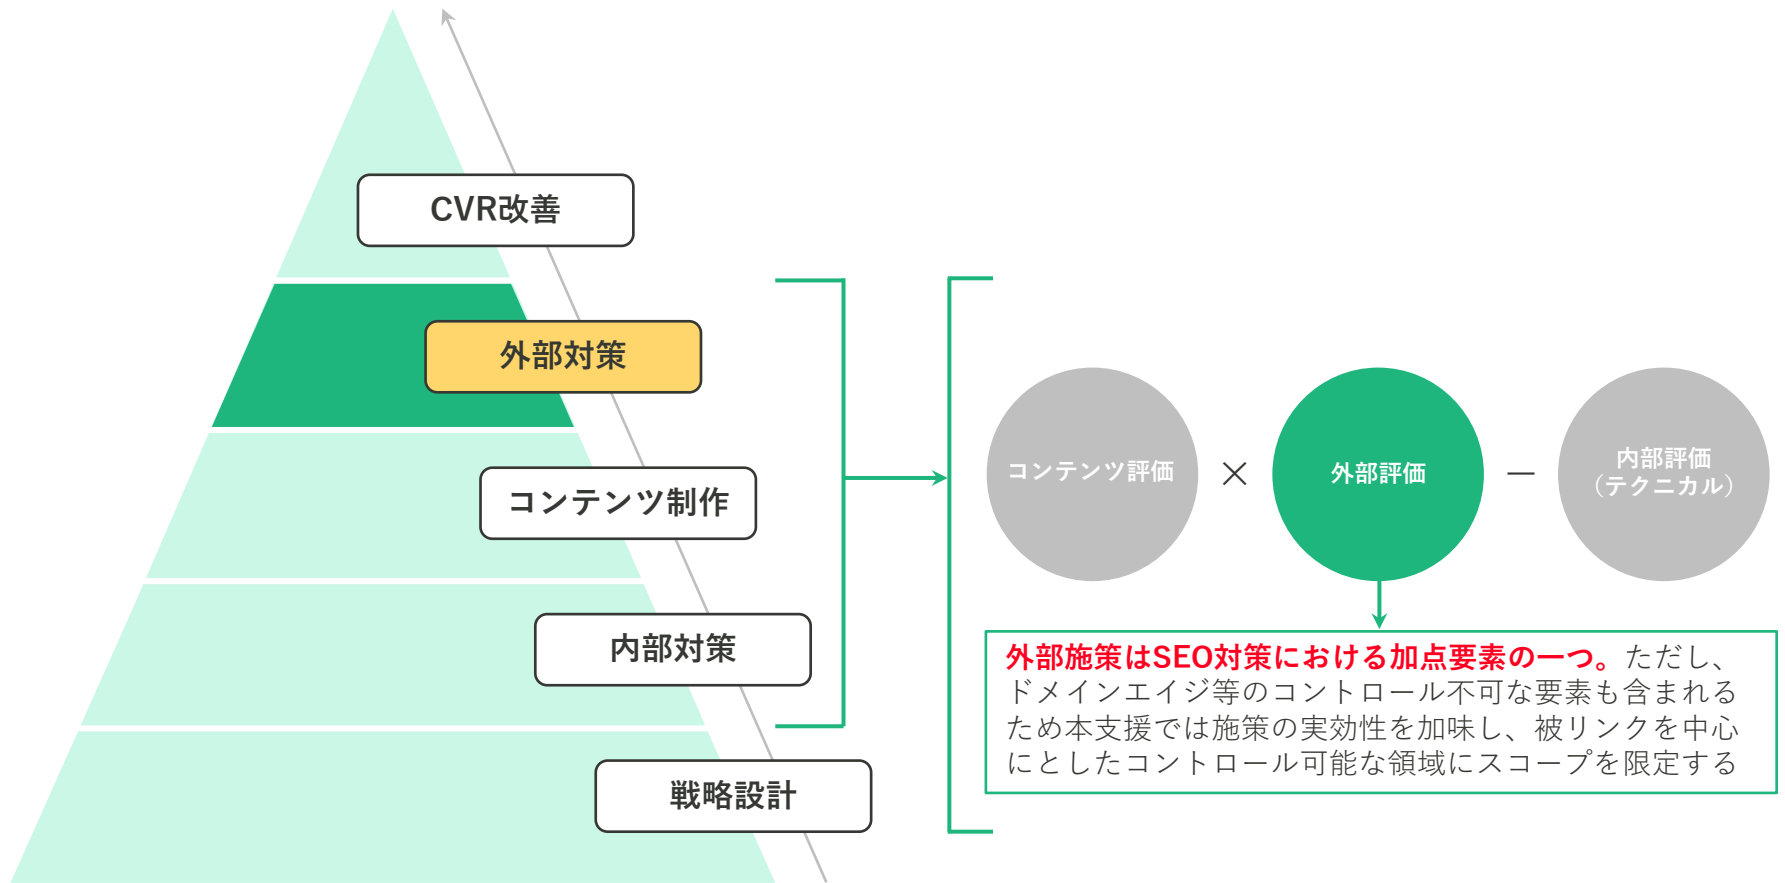 CVR改善
外部対策
コンテンツ制作
内部対策
戦略設計
コンテンツ評価
×
外部評価
―
内部評価
（テクニカル）
外部施策はSEO対策における加点要素の一つ。ただし、
ドメインエイジ等のコントロール不可な要素も含まれる
ため本支援では施策の実効性を加味し、被リンクを中心
にとしたコントロール可能な領域にスコープを限定する